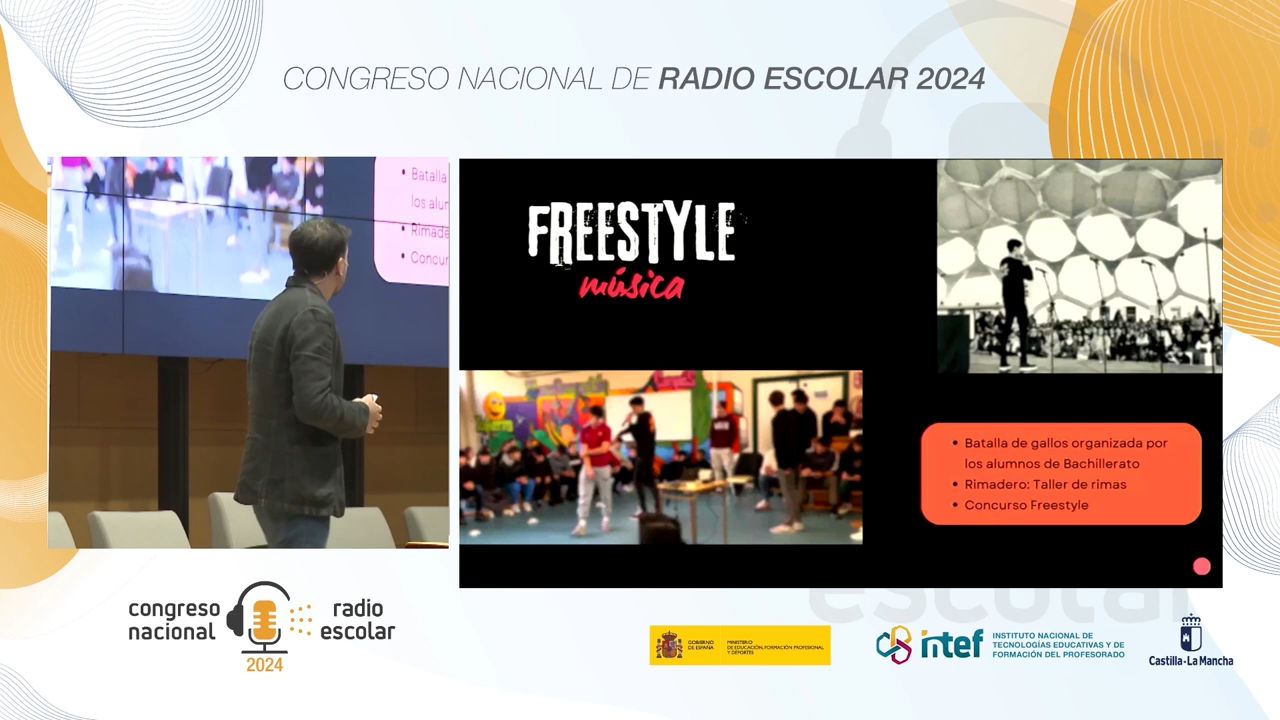 CONGRESO NACIONAL DE RADIO ESCOLAR 2024
Batalla
los alum
Rimade
Concur
FREESTYLE
música
Batalla de gallos organizada por
los alumnos de Bachillerato
Rimadero: Taller de rimas
Concurso Freestyle
escolar
congreso
nacional
radio
escolar
2024
GOBIERNO
DE ESPAÑA
MINISTERIO
DE EDUCACIÓN, FORMACIÓN PROFESIONAL
Y DEPORTES
intef
INSTITUTO NACIONAL DE
TECNOLOGÍAS EDUCATIVAS Y DE
FORMACIÓN DEL PROFESORADO
Castilla-La Mancha